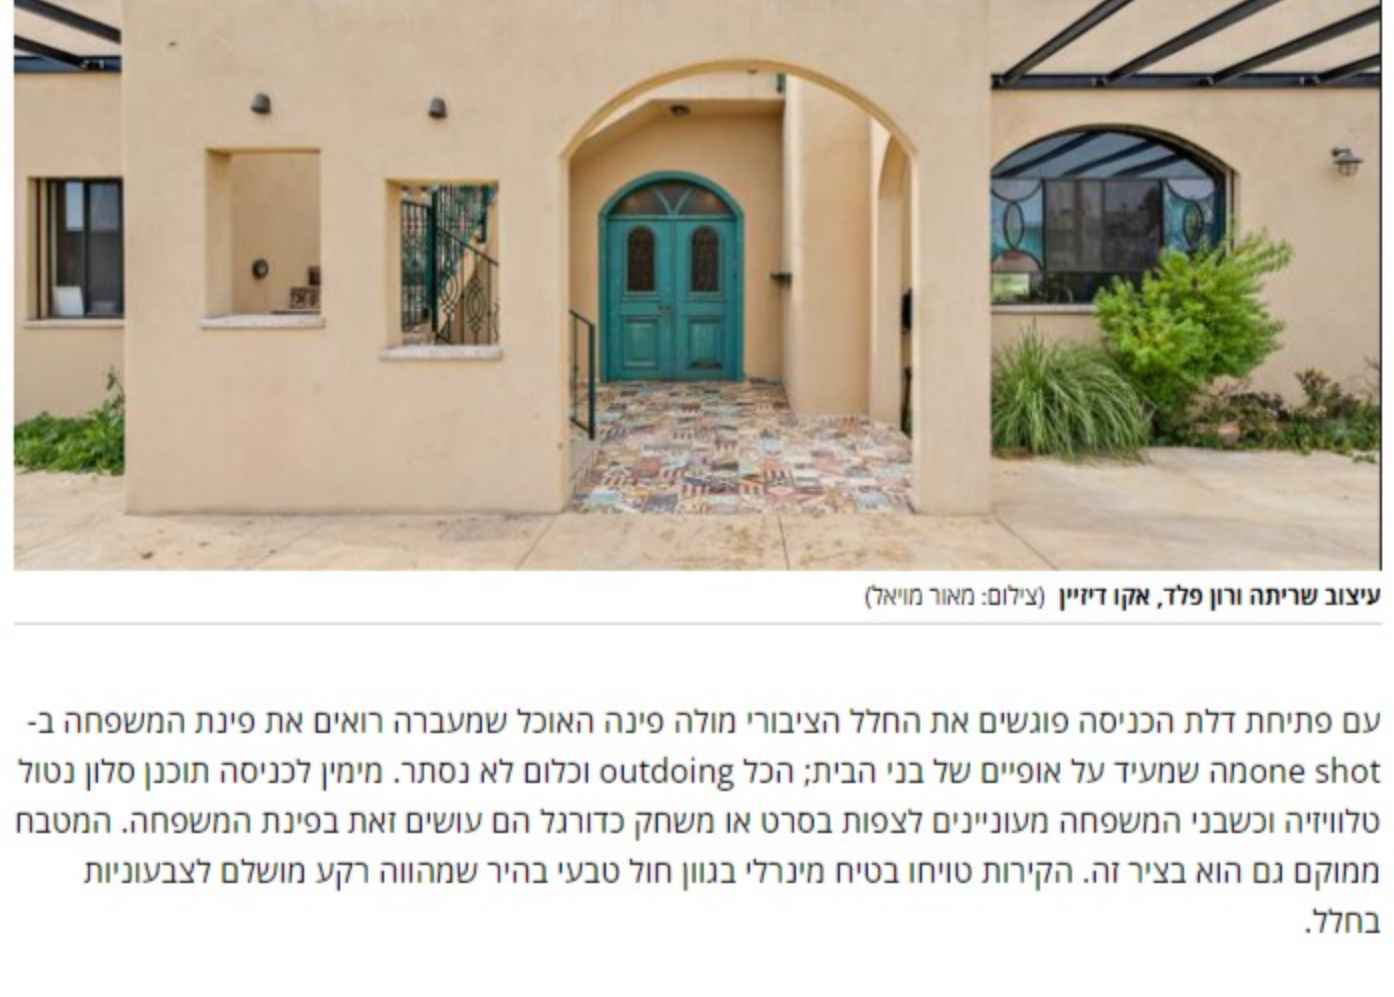 עיצוב שריתה ורון פלד, אקו דיזיין (צילום: מאור מויאל)
עם פתיחת דלת הכניסה פוגשים את החלל הציבורי מולה פינה האוכל שמעברה רואים את פינת המשפחה ב-
one shotמה שמעיד על אופיים של בני הבית; הכל outdoing וכלום לא נסתר. מימין לכניסה תוכנן סלון נטול
טלוויזיה וכשבני המשפחה מעוניינים לצפות בסרט או משחק כדורגל הם עושים זאת בפינת המשפחה. המטבח
ממוקם גם הוא בציר זה. הקירות טויחו בטיח מינרלי בגוון חול טבעי בהיר שמהווה רקע מושלם לצבעוניות
בחלל.